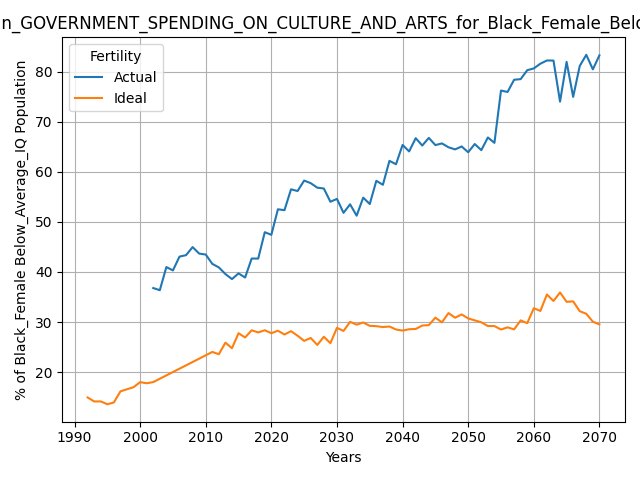 n_GOVERNMENT_SPENDING_ON_CULTURE_AND_ARTS_for_Black_Female_Belo
Fertility
Actual
Ideal
% of Black_Female Below_Average_IQ Population
80
70
60
50
40
30
20
1990 2000 2010 2020 2030 2040 2050 2060 2070
Years